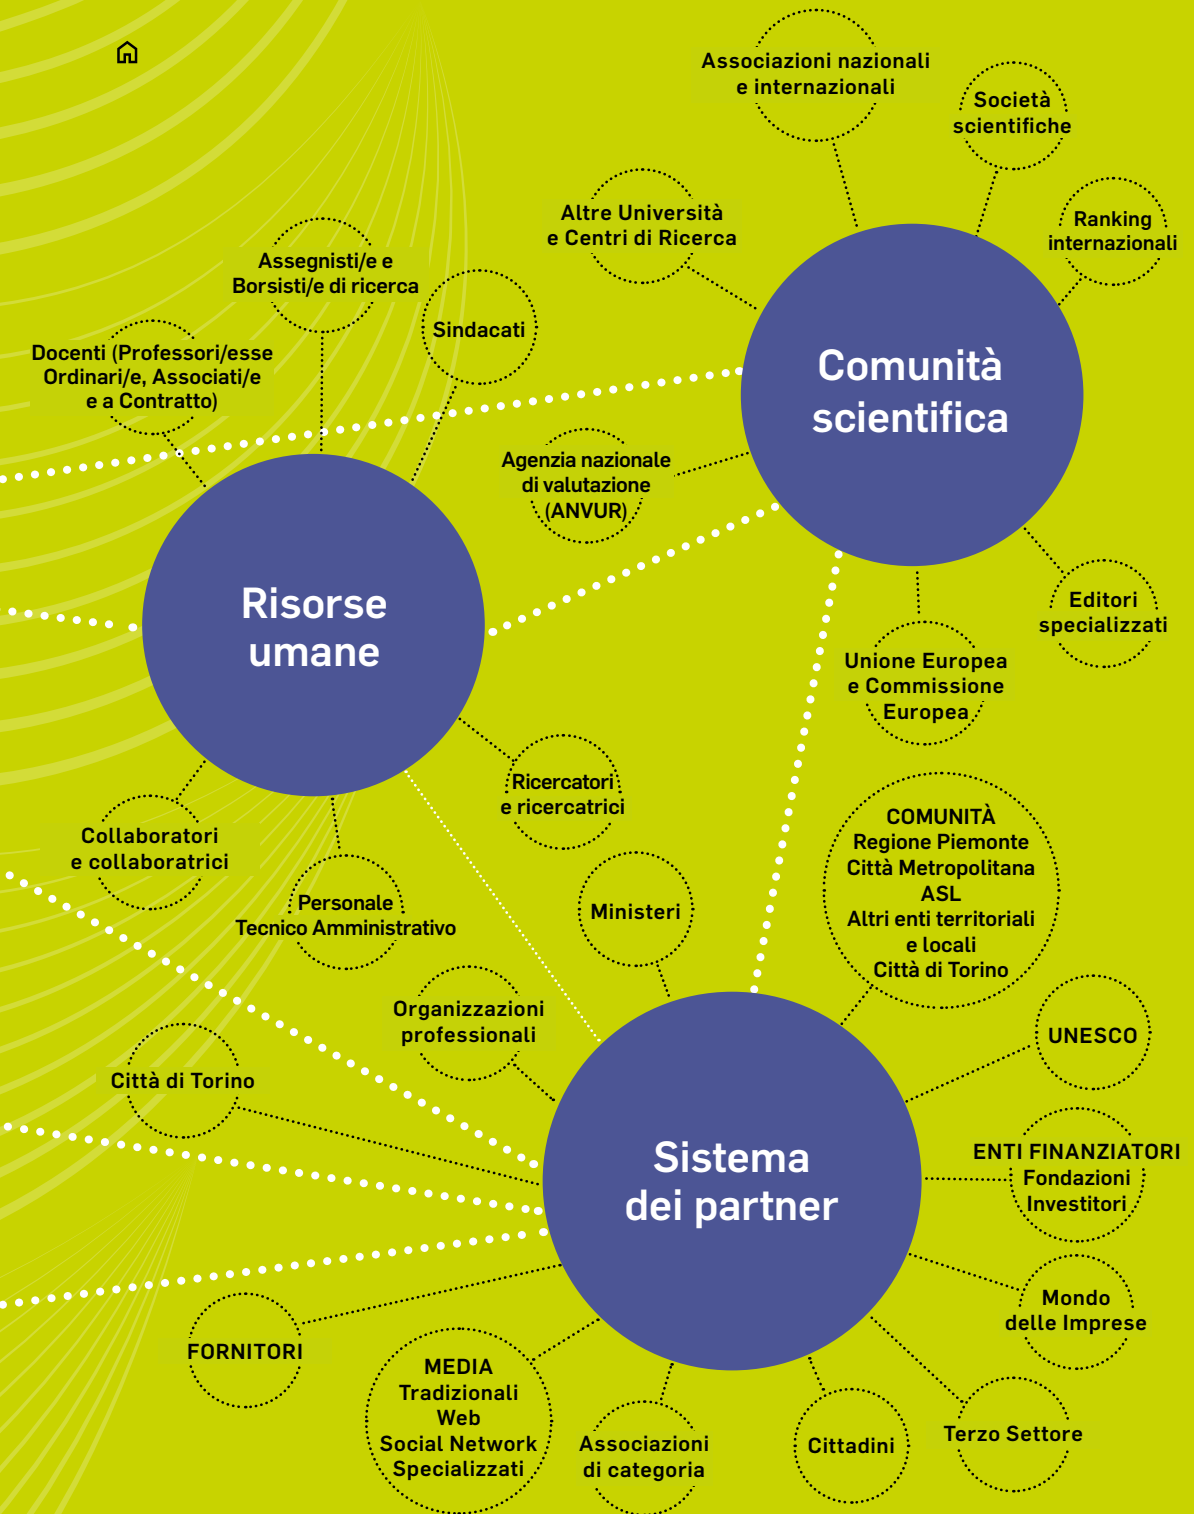 Associazioni nazionali
e internazionali
Società
scientifiche
Altre Università
e Centri di Ricerca
Ranking
internazionali
Assegnisti/e e
Borsisti/e di ricerca
Sindacati
Docenti (Professori/esse
Ordinari/e, Associati/e
e a Contratto)
Comunità
scientifica
Agenzia nazionale
di valutazione
(ANVUR)
Risorse
umane
Editori
specializzati
Unione Europea
e Commissione
Europea
Ricercatori
e ricercatrici
Collaboratori
e collaboratrici
Personale
Tecnico Amministrativo
Ministeri
COMUNITÀ
Regione Piemonte
Città Metropolitana
ASL
Altri enti territoriali
e locali
Città di Torino
Organizzazioni
professionali
UNESCO
Città di Torino
Sistema
dei partner
ENTI FINANZIATORI
Fondazioni
Investitori
Mondo
delle Imprese
FORNITORI
MEDIA
Tradizionali
Web
Social Network
Specializzati
Associazioni
di categoria
Cittadini
Terzo Settore